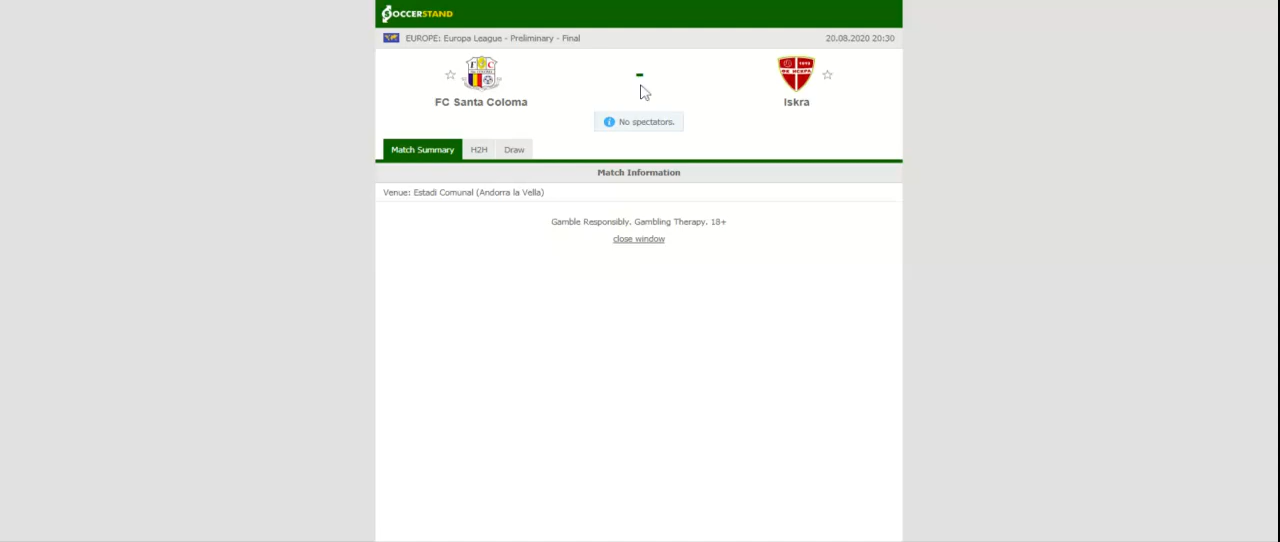 SOCCERSTAND
EUROPE: Europa League - Preliminary - Final
20.08.2020 20:30
-
FC Santa Coloma
Iskra
No spectators.
Match Summary
H2H
Draw
Match Information
Venue: Estadi Comunal (Andorra la Vella)
Gamble Responsibly. Gambling Therapy. 18+
close window